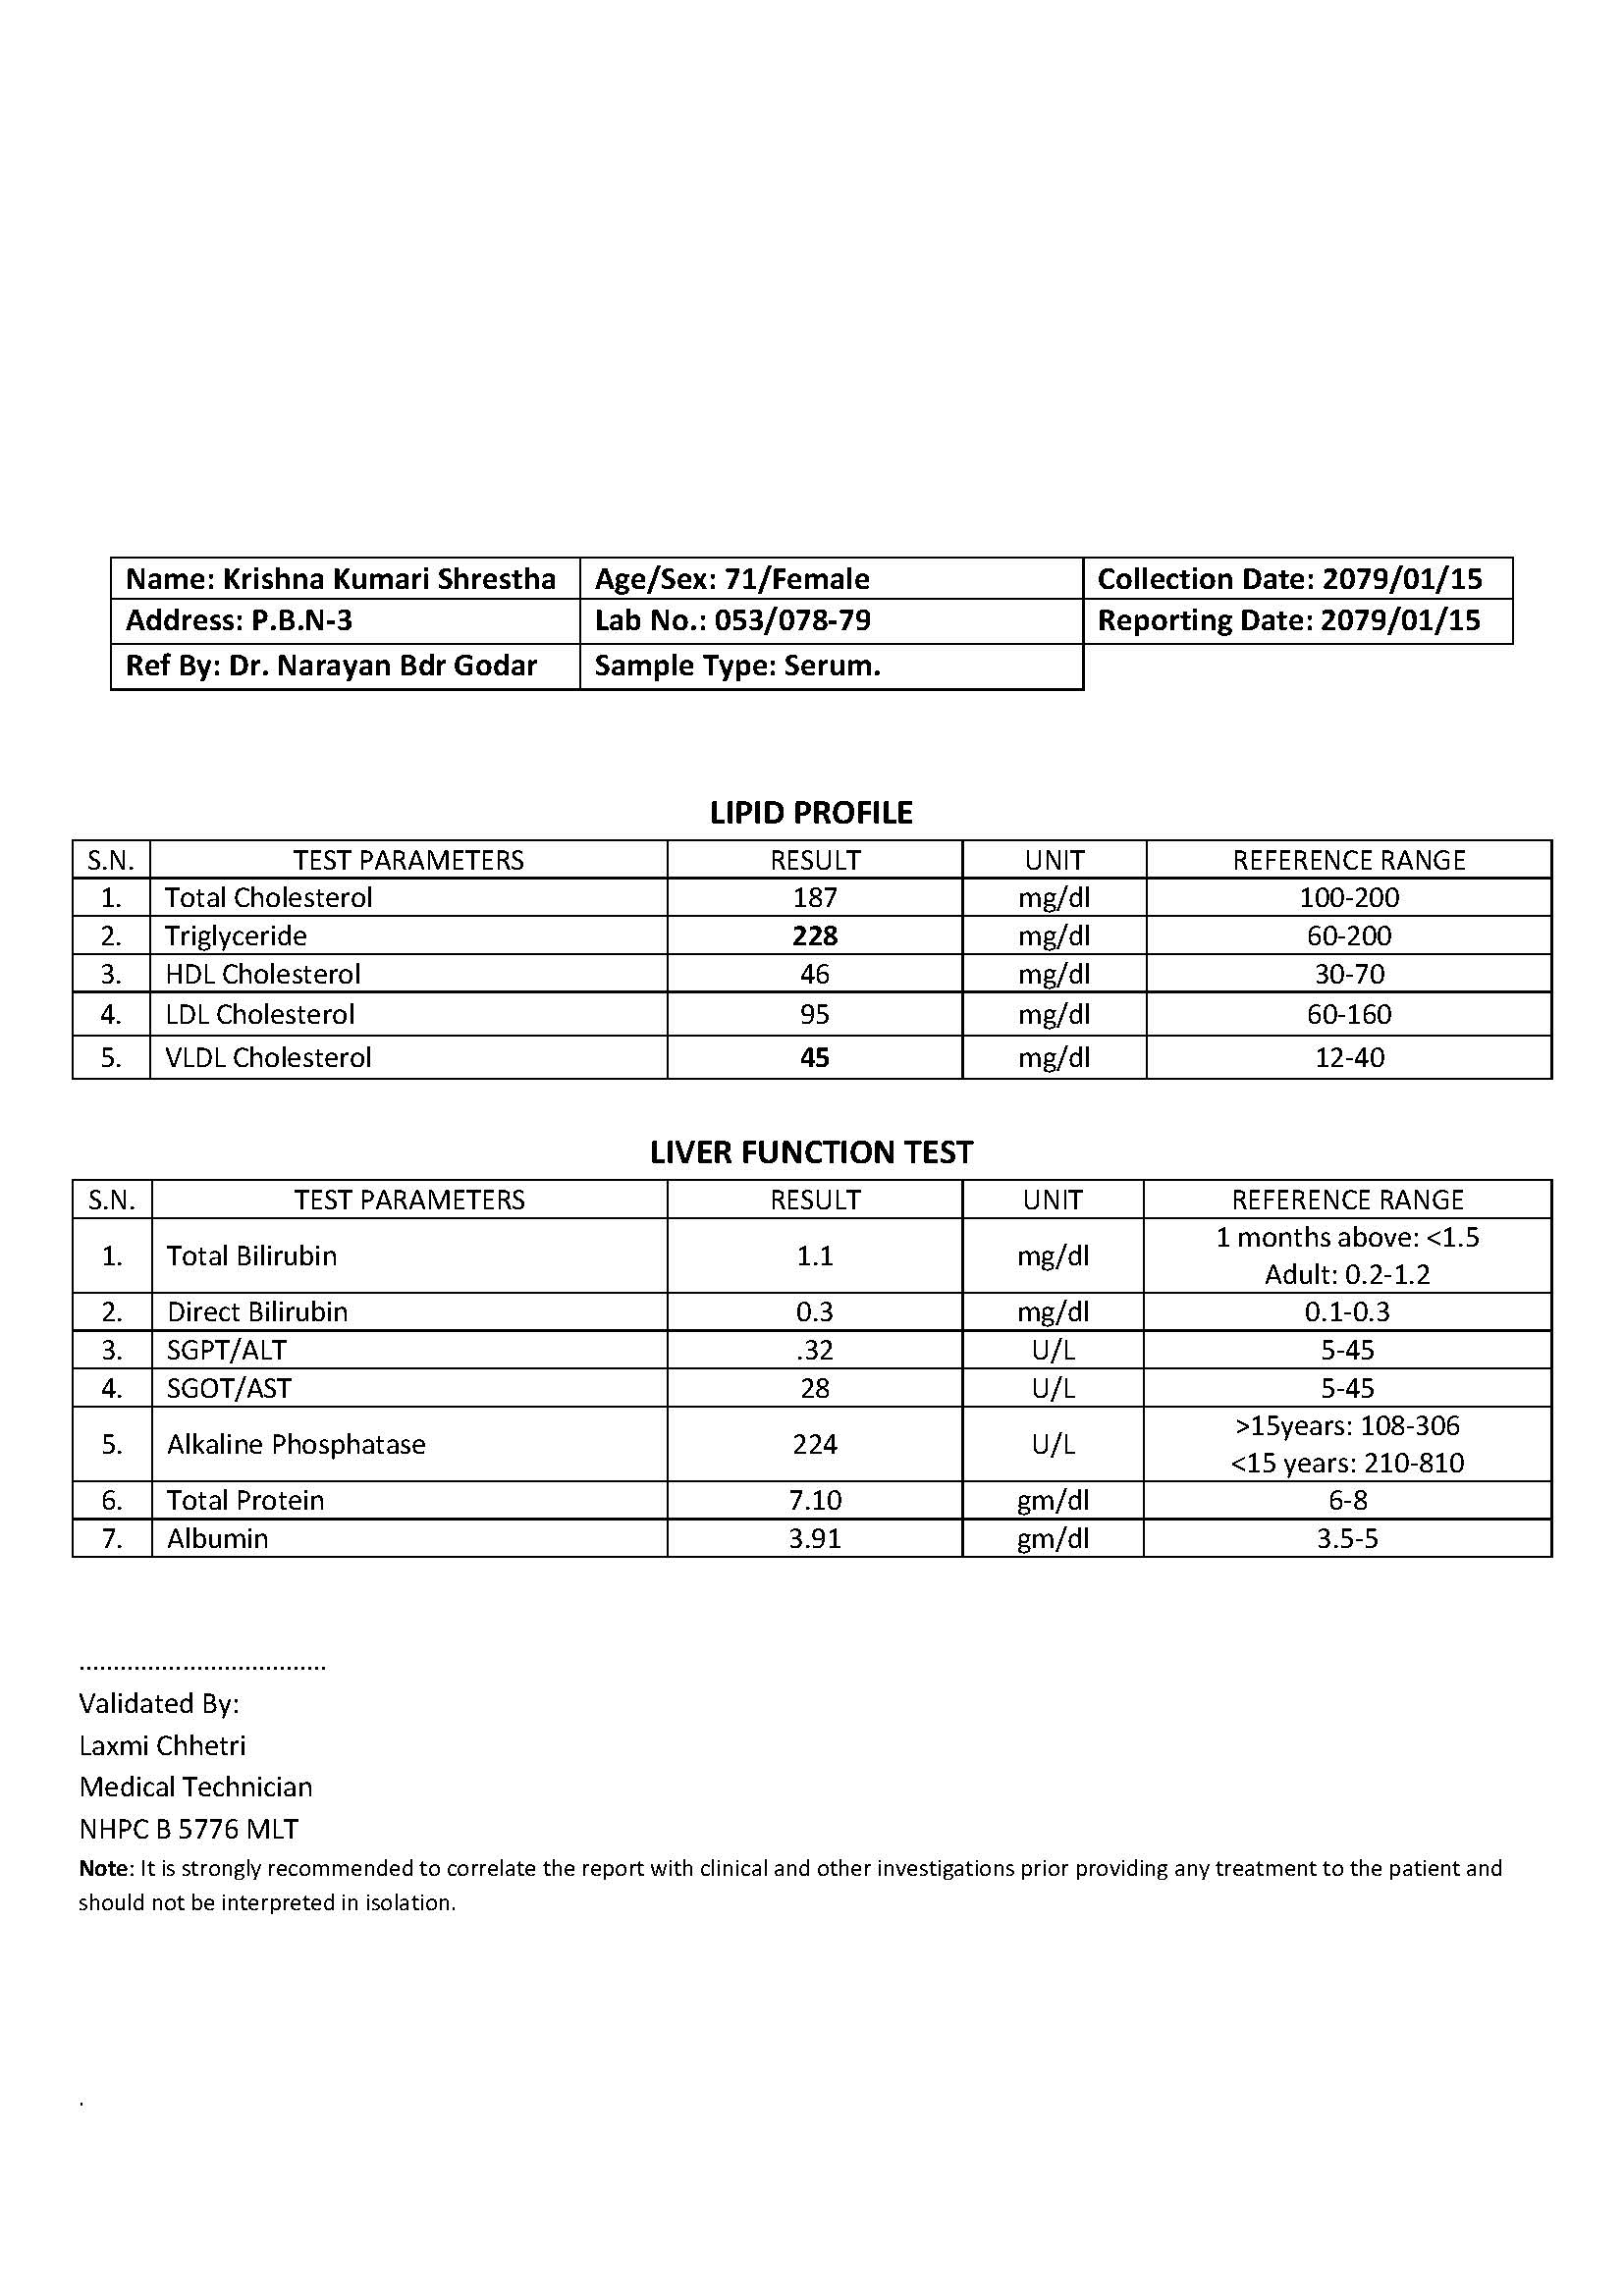 Name: Krishna Kumari Shrestha Age/Sex: 71/Female Collection Date: 2079/01/15
Address: P.B.N-3 Lab No.: 053/078-79 Reporting Date: 2079/01/15
Ref By: Dr. Narayan Bdr Godar Sample Type: Serum.
LIPID PROFILE
S.N. TEST PARAMETERS RESULT UNIT REFERENCE RANGE
1. Total Cholesterol 187 mg/dl 100-200
2. Triglyceride 228 mg/dl 60-200
3. HDL Cholesterol 46 mg/dl 30-70
4. LDL Cholesterol 95 mg/dl 60-160
5. VLDL Cholesterol 45 mg/dl 12-40
LIVER FUNCTION TEST
S.N. TEST PARAMETERS RESULT UNIT REFERENCE RANGE
1. Total Bilirubin 1.1 mg/dl 1 months above: <1.5
Adult: 0.2-1.2
2. Direct Bilirubin 0.3 mg/dl 0.1-0.3
3. SGPT/ALT .32 U/L 5-45
4. SGOT/AST 28 U/L 5-45
5. Alkaline Phosphatase 224 U/L >15years: 108-306
<15 years: 210-810
6. Total Protein 7.10 gm/dl 6-8
7. Albumin 3.91 gm/dl 3.5-5
....................................
Validated By:
Laxmi Chhetri
Medical Technician
NHPC B 5776 MLT
Note: It is strongly recommended to correlate the report with clinical and other investigations prior providing any treatment to the patient and
should not be interpreted in isolation.
.